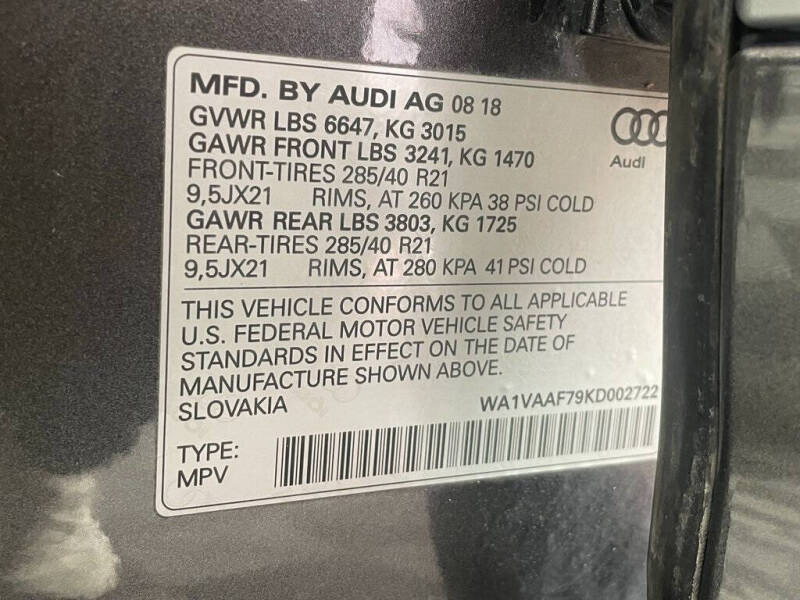 MFD. BY AUDI AG 08 18
GVWR LBS 6647, KG 3015
GAWR FRONT LBS 3241, KG 1470
FRONT-TIRES 285/40 R21
9,5JX21 RIMS, AT 260 KPA 38 PSI COLD
GAWR REAR LBS 3803, KG 1725
REAR-TIRES 285/40 R21
9,5JX21 RIMS, AT 280 KPA 41 PSI COLD
Audi
THIS VEHICLE CONFORMS TO ALL APPLICABLE
U.S. FEDERAL MOTOR VEHICLE SAFETY
STANDARDS IN EFFECT ON THE DATE OF
MANUFACTURE SHOWN ABOVE.
SLOVAKIA WA1VAAF79KD002722
TYPE:
MPV